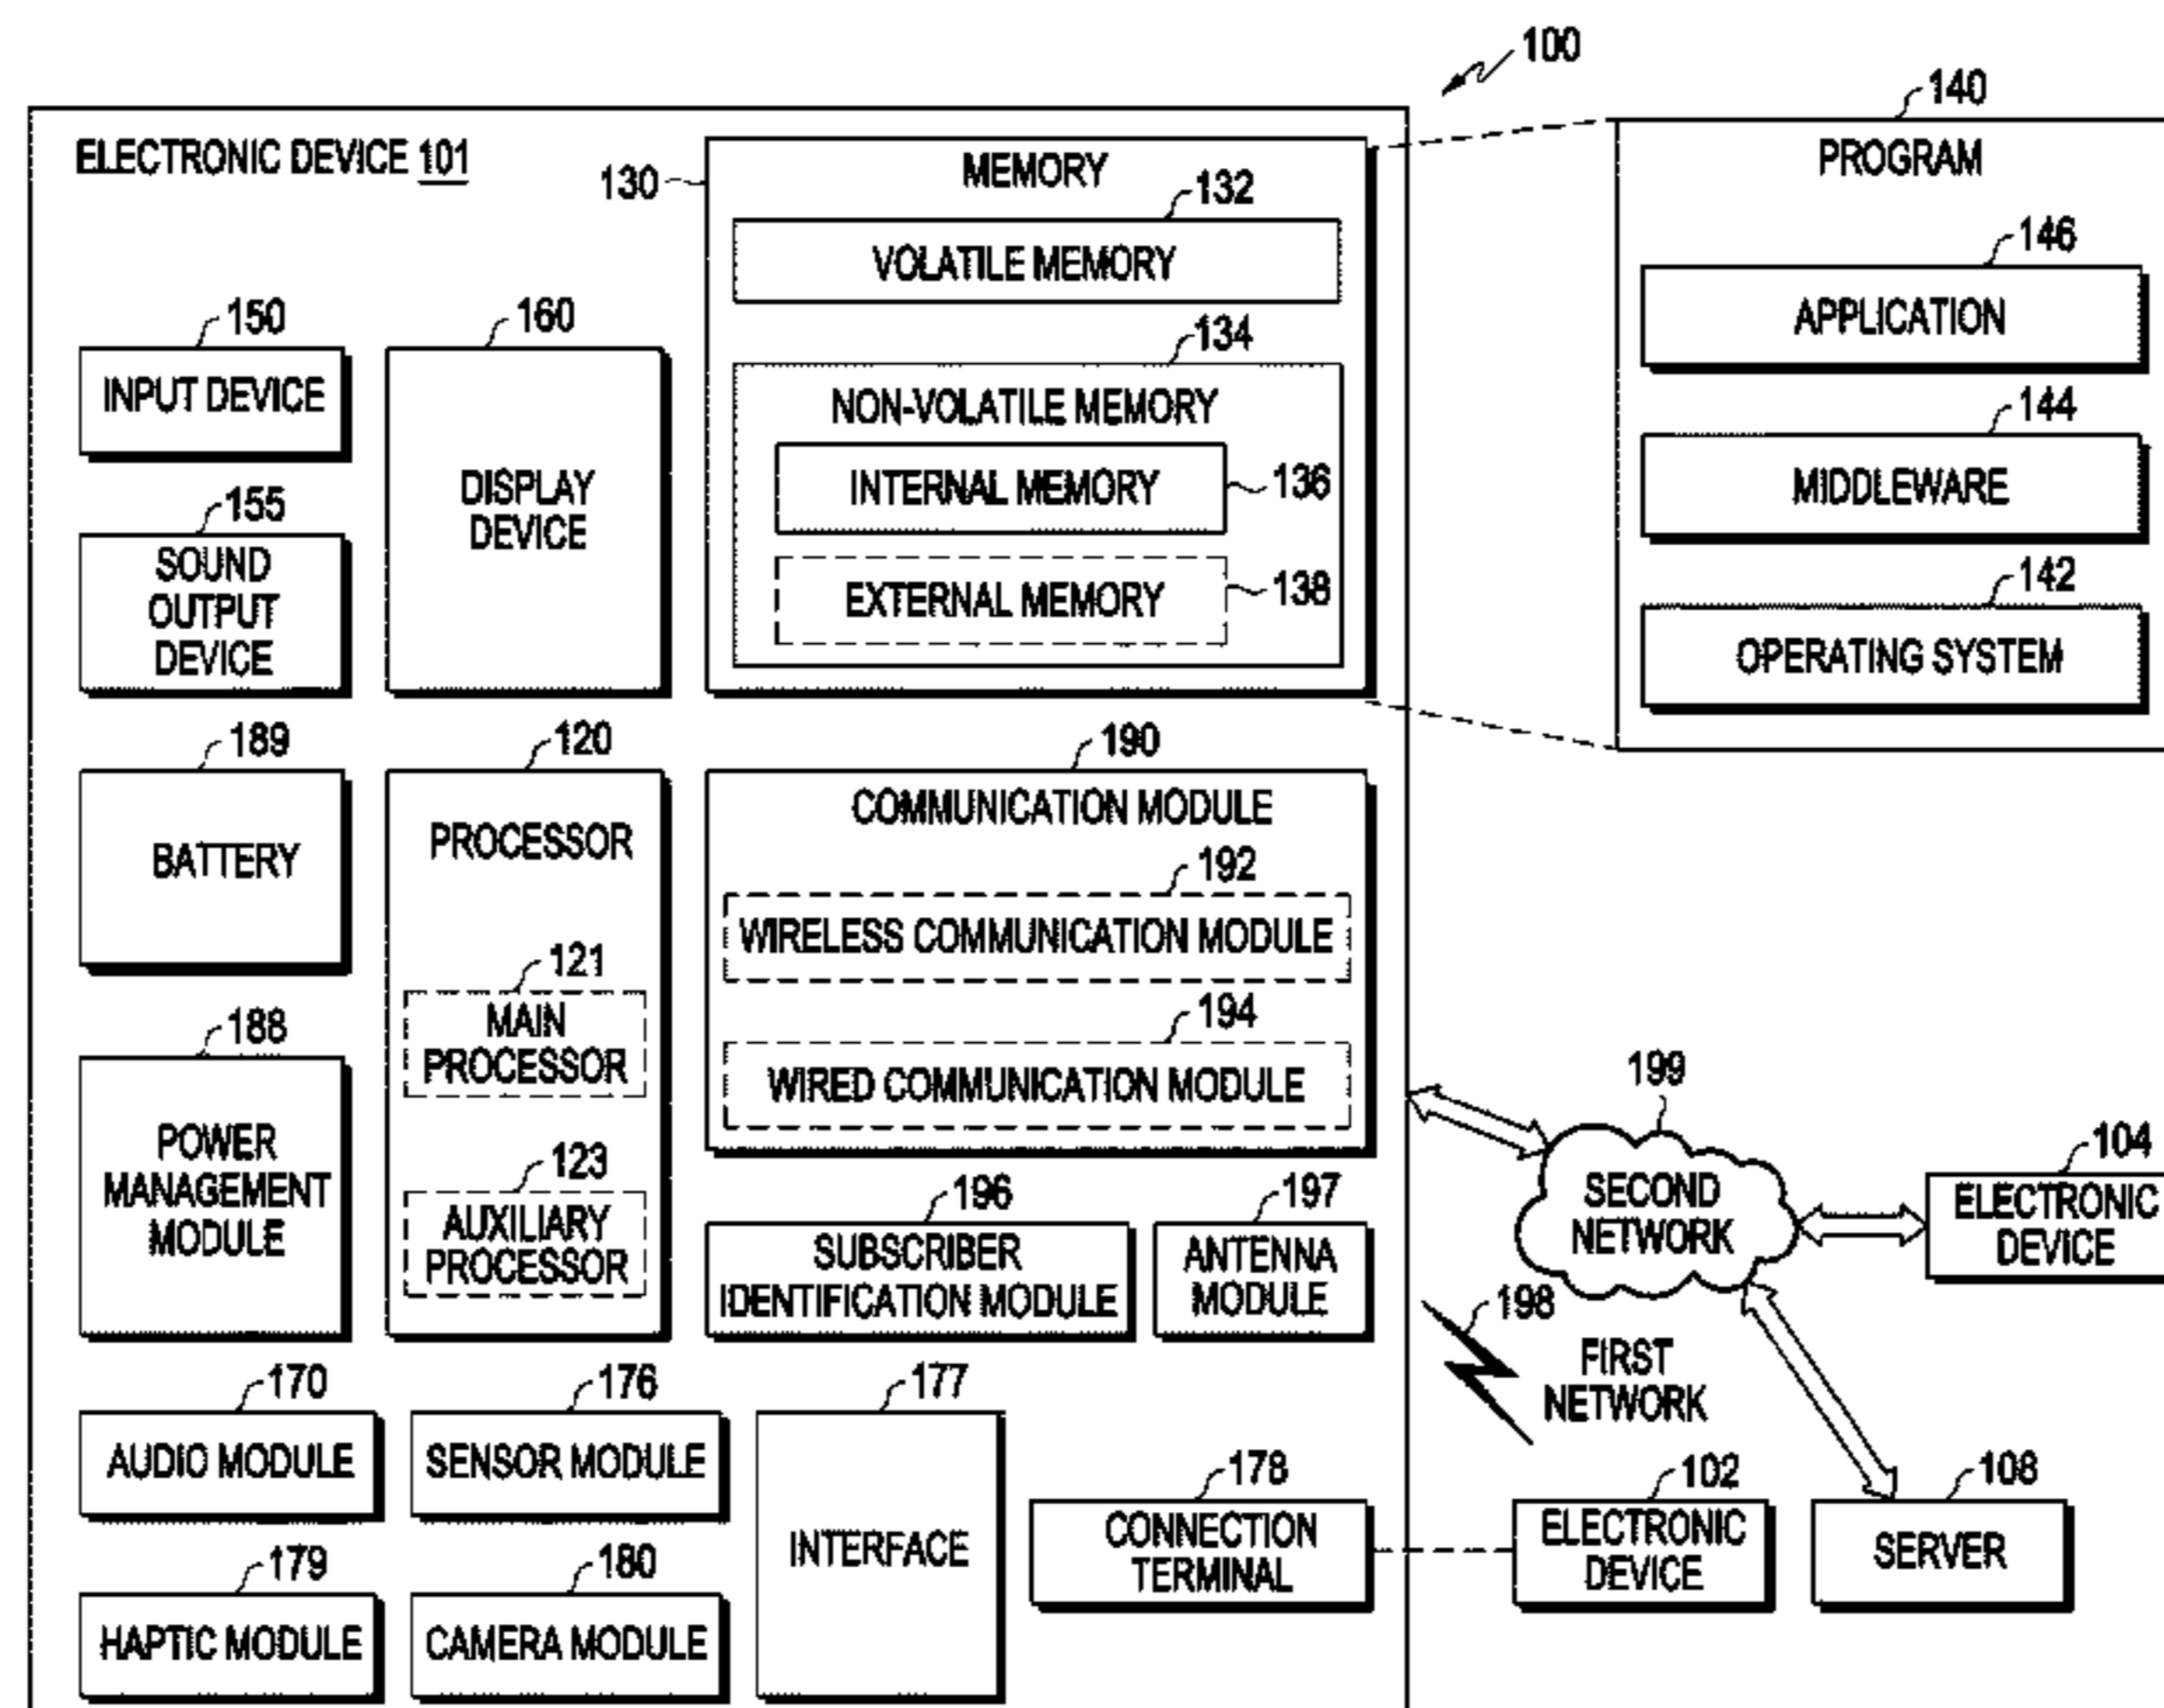 100
ELECTRONIC DEVICE 101
130
MEMORY
132
VOLATILE MEMORY
134
NON-VOLATILE MEMORY
INTERNAL MEMORY
136
EXTERNAL MEMORY
138
140
PROGRAM
146
APPLICATION
144
MIDDLEWARE
142
OPERATING SYSTEM
150
INPUT DEVICE
155
SOUND
OUTPUT
DEVICE
160
DISPLAY
DEVICE
189
BATTERY
120
PROCESSOR
121
MAIN
PROCESSOR
123
AUXILIARY
PROCESSOR
188
POWER
MANAGEMENT
MODULE
190
COMMUNICATION MODULE
192
WIRELESS COMMUNICATION MODULE
194
WIRED COMMUNICATION MODULE
196
SUBSCRIBER
IDENTIFICATION MODULE
197
ANTENNA
MODULE
199
SECOND
NETWORK
104
ELECTRONIC
DEVICE
198
FIRST
NETWORK
170
AUDIO MODULE
176
SENSOR MODULE
177
INTERFACE
178
CONNECTION
TERMINAL
102
ELECTRONIC
DEVICE
108
SERVER
179
HAPTIC MODULE
180
CAMERA MODULE